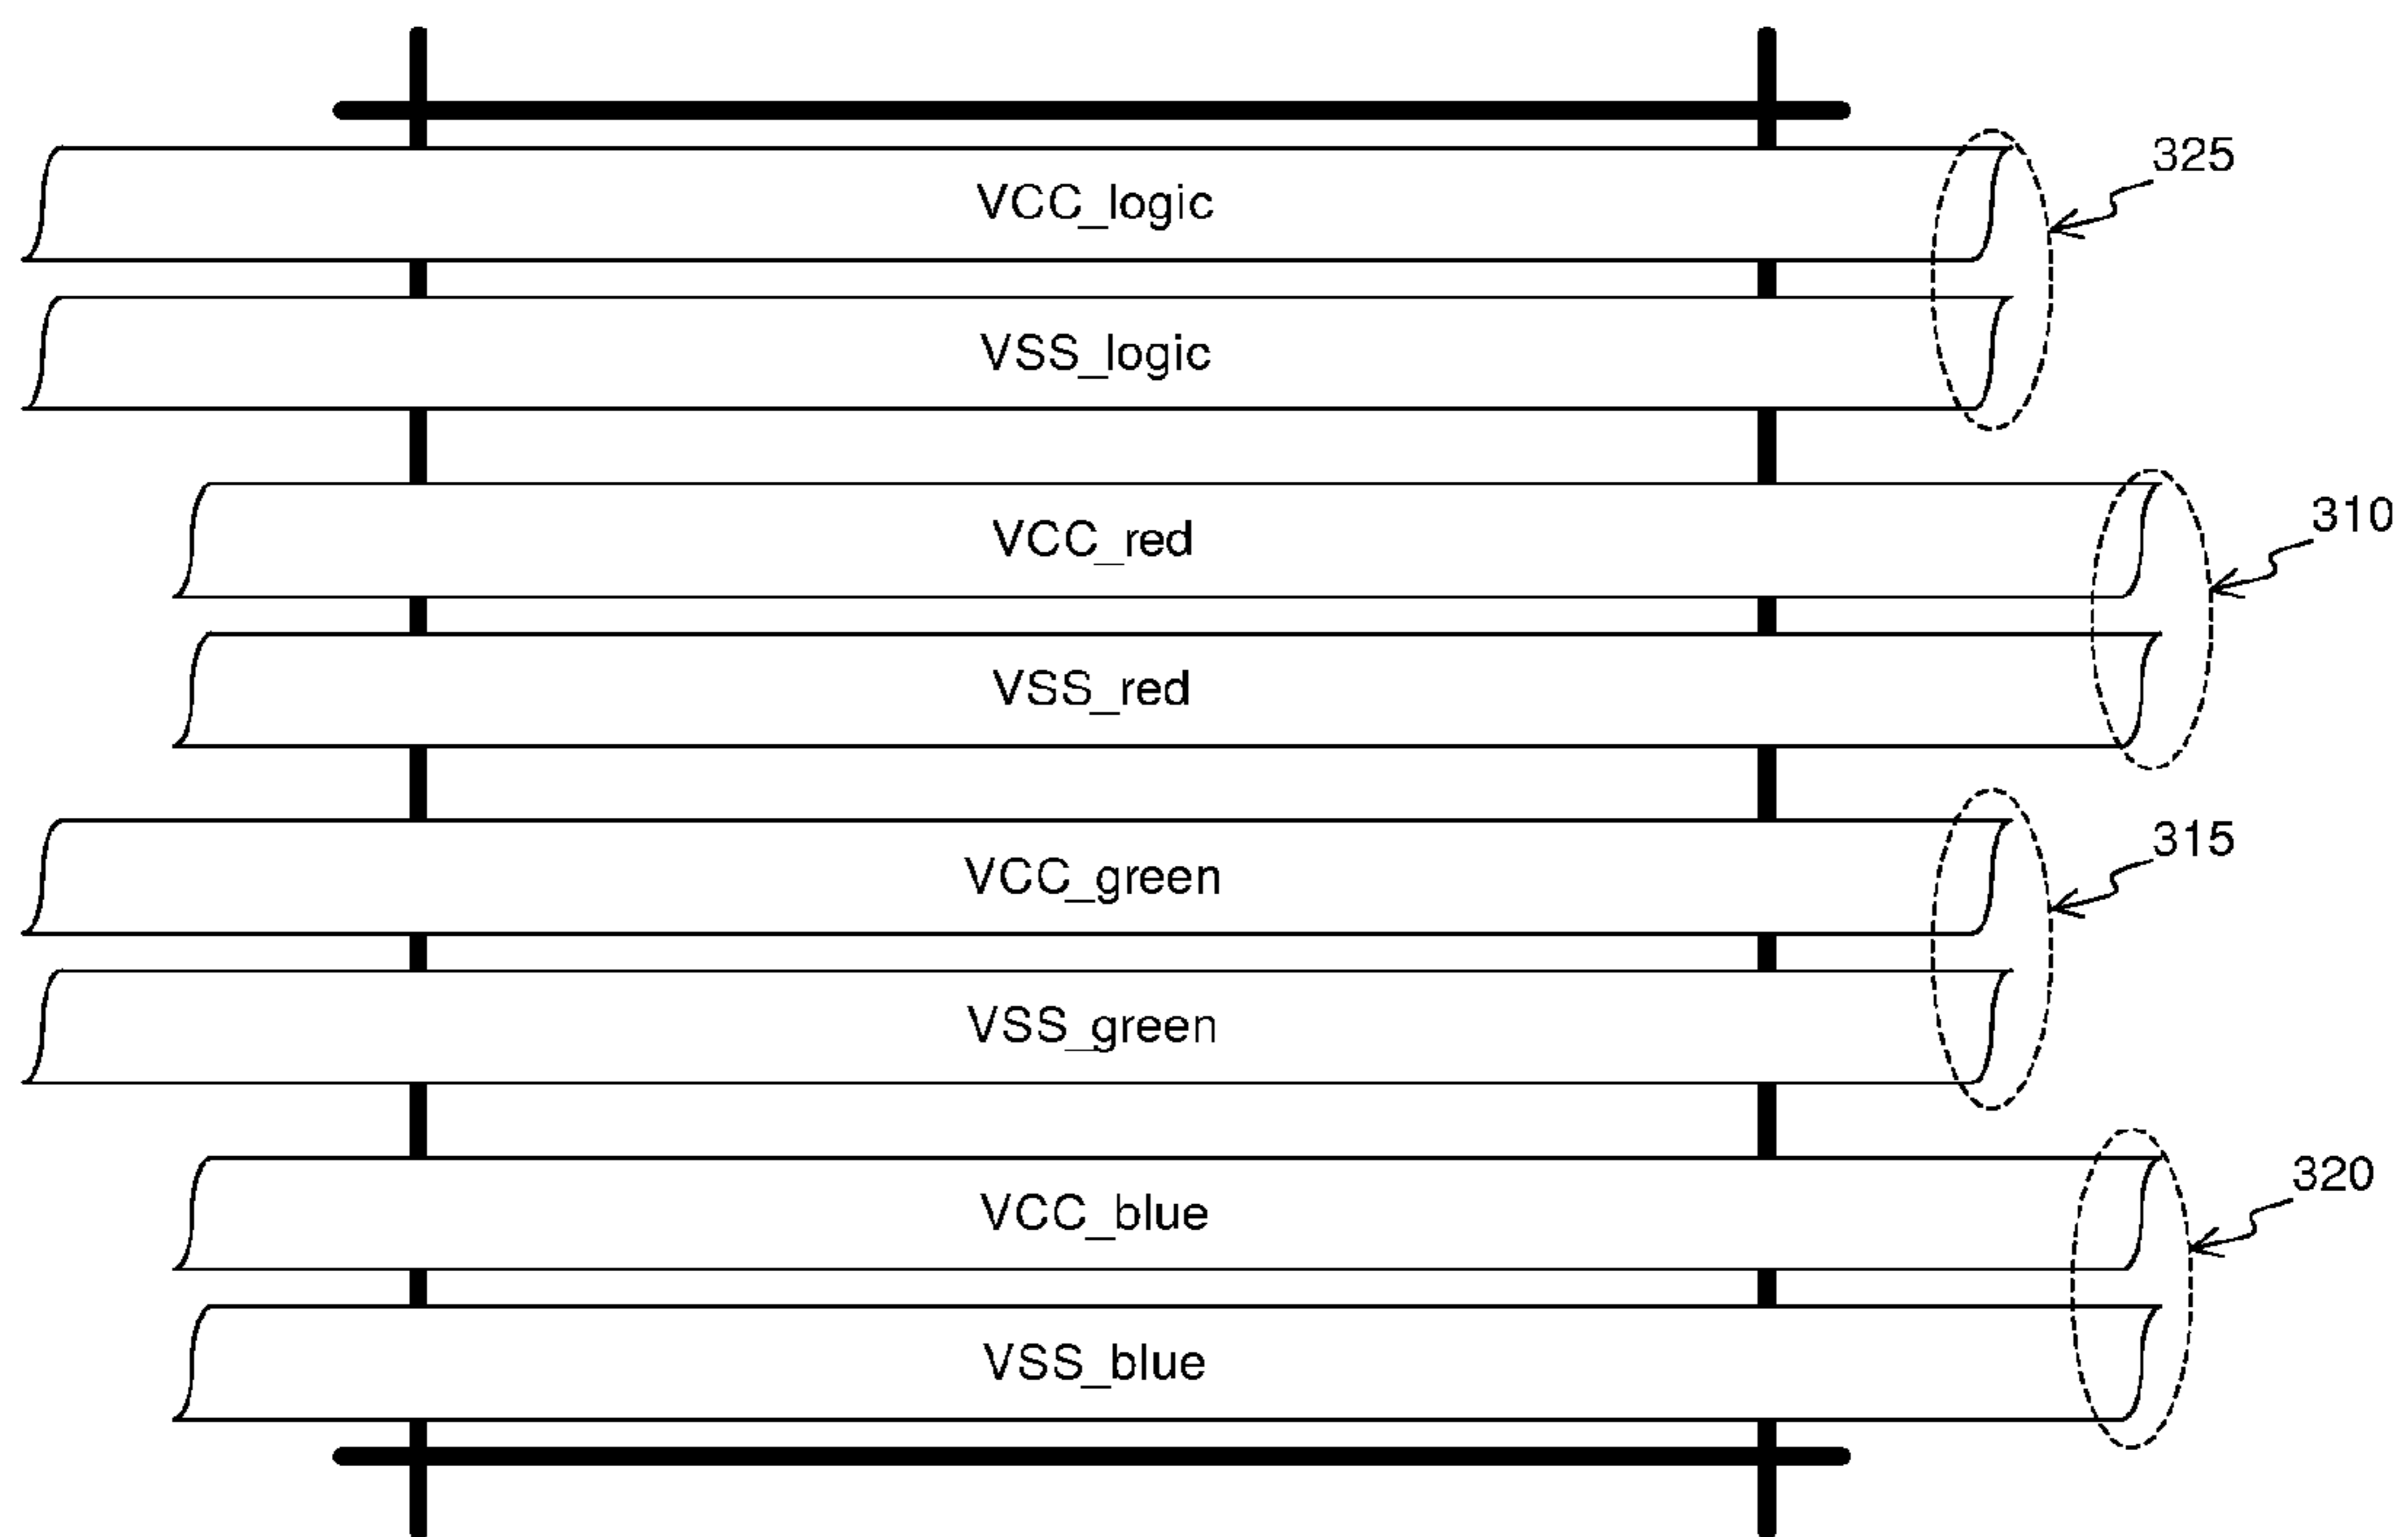 325
VCC_logic
VSS_logic
310
VCC_red
VSS_red
315
VCC_green
VSS_green
320
VCC_blue
VSS_blue